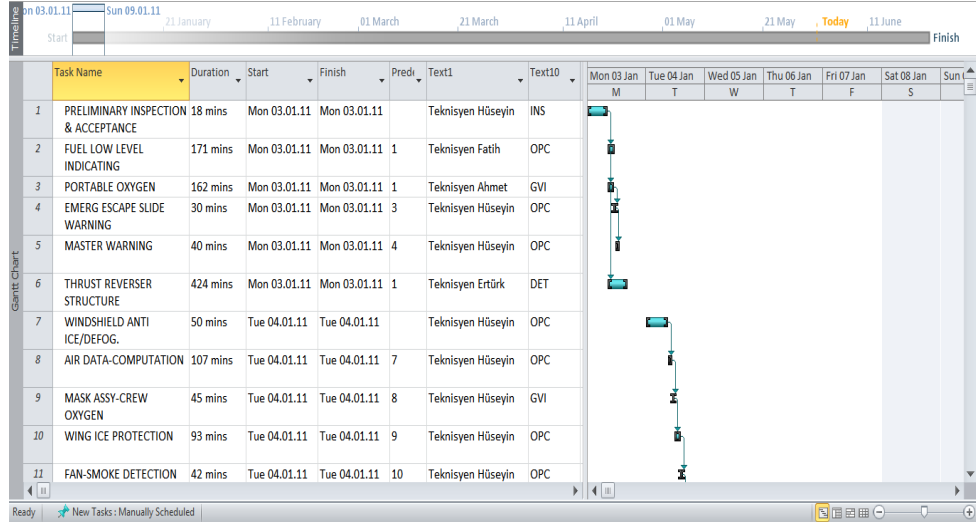 on 03.01.11 Sun 09.01.11
21 January 11 February 01 March 21 March 11 April 01 May 21 May Today 11 June
Timeline
Start Finish
Task Name Duration Start Finish Prede Text1 Text10 Mon 03 Jan Tue 04 Jan Wed 05 Jan Thu 06 Jan Fri 07 Jan Sat 08 Jan Sun
M T W T F S
1 PRELIMINARY INSPECTION 18 mins Mon 03.01.11 Mon 03.01.11 Teknisyen Hüseyin INS
& ACCEPTANCE
2 FUEL LOW LEVEL 171 mins Mon 03.01.11 Mon 03.01.11 1 Teknisyen Fatih OPC
INDICATING
3 PORTABLE OXYGEN 162 mins Mon 03.01.11 Mon 03.01.11 1 Teknisyen Ahmet GVI
4 EMERG ESCAPE SLIDE 30 mins Mon 03.01.11 Mon 03.01.11 3 Teknisyen Hüseyin OPC
WARNING
5 MASTER WARNING 40 mins Mon 03.01.11 Mon 03.01.11 4 Teknisyen Hüseyin OPC
Gantt Chart
6 THRUST REVERSER 424 mins Mon 03.01.11 Mon 03.01.11 1 Teknisyen Ertürk DET
STRUCTURE
7 WINDSHIELD ANTI 50 mins Tue 04.01.11 Tue 04.01.11 Teknisyen Hüseyin OPC
ICE/DEFOG.
8 AIR DATA-COMPUTATION 107 mins Tue 04.01.11 Tue 04.01.11 7 Teknisyen Hüseyin OPC
9 MASK ASSY-CREW 45 mins Tue 04.01.11 Tue 04.01.11 8 Teknisyen Hüseyin GVI
OXYGEN
10 WING ICE PROTECTION 93 mins Tue 04.01.11 Tue 04.01.11 9 Teknisyen Hüseyin OPC
11 FAN-SMOKE DETECTION 42 mins Tue 04.01.11 Tue 04.01.11 10 Teknisyen Hüseyin OPC
Ready New Tasks : Manually Scheduled